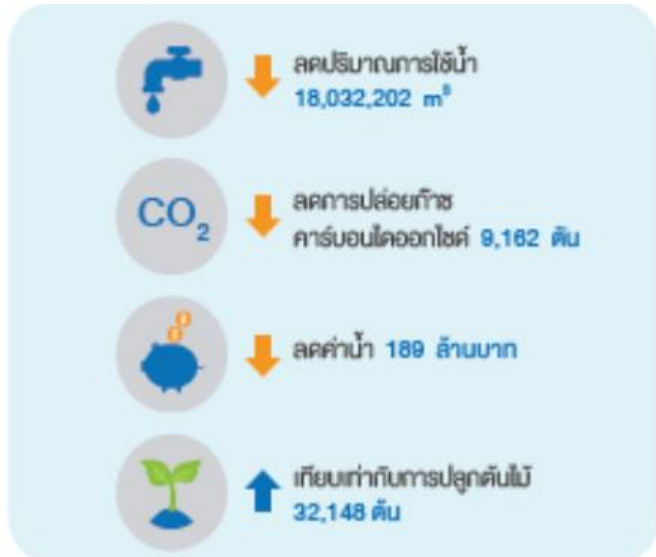 ลดปริมาณการใช้น้ำ
18,032,202 m³
CO₂
ลดการปล่อยก๊าซ
คาร์บอนไดออกไซค์ 9,162 ตัน
ลดค่าน้ำ 189 ล้านบาท
เทียบเท่ากับการปลูกต้นไม้
32,148 ต้น